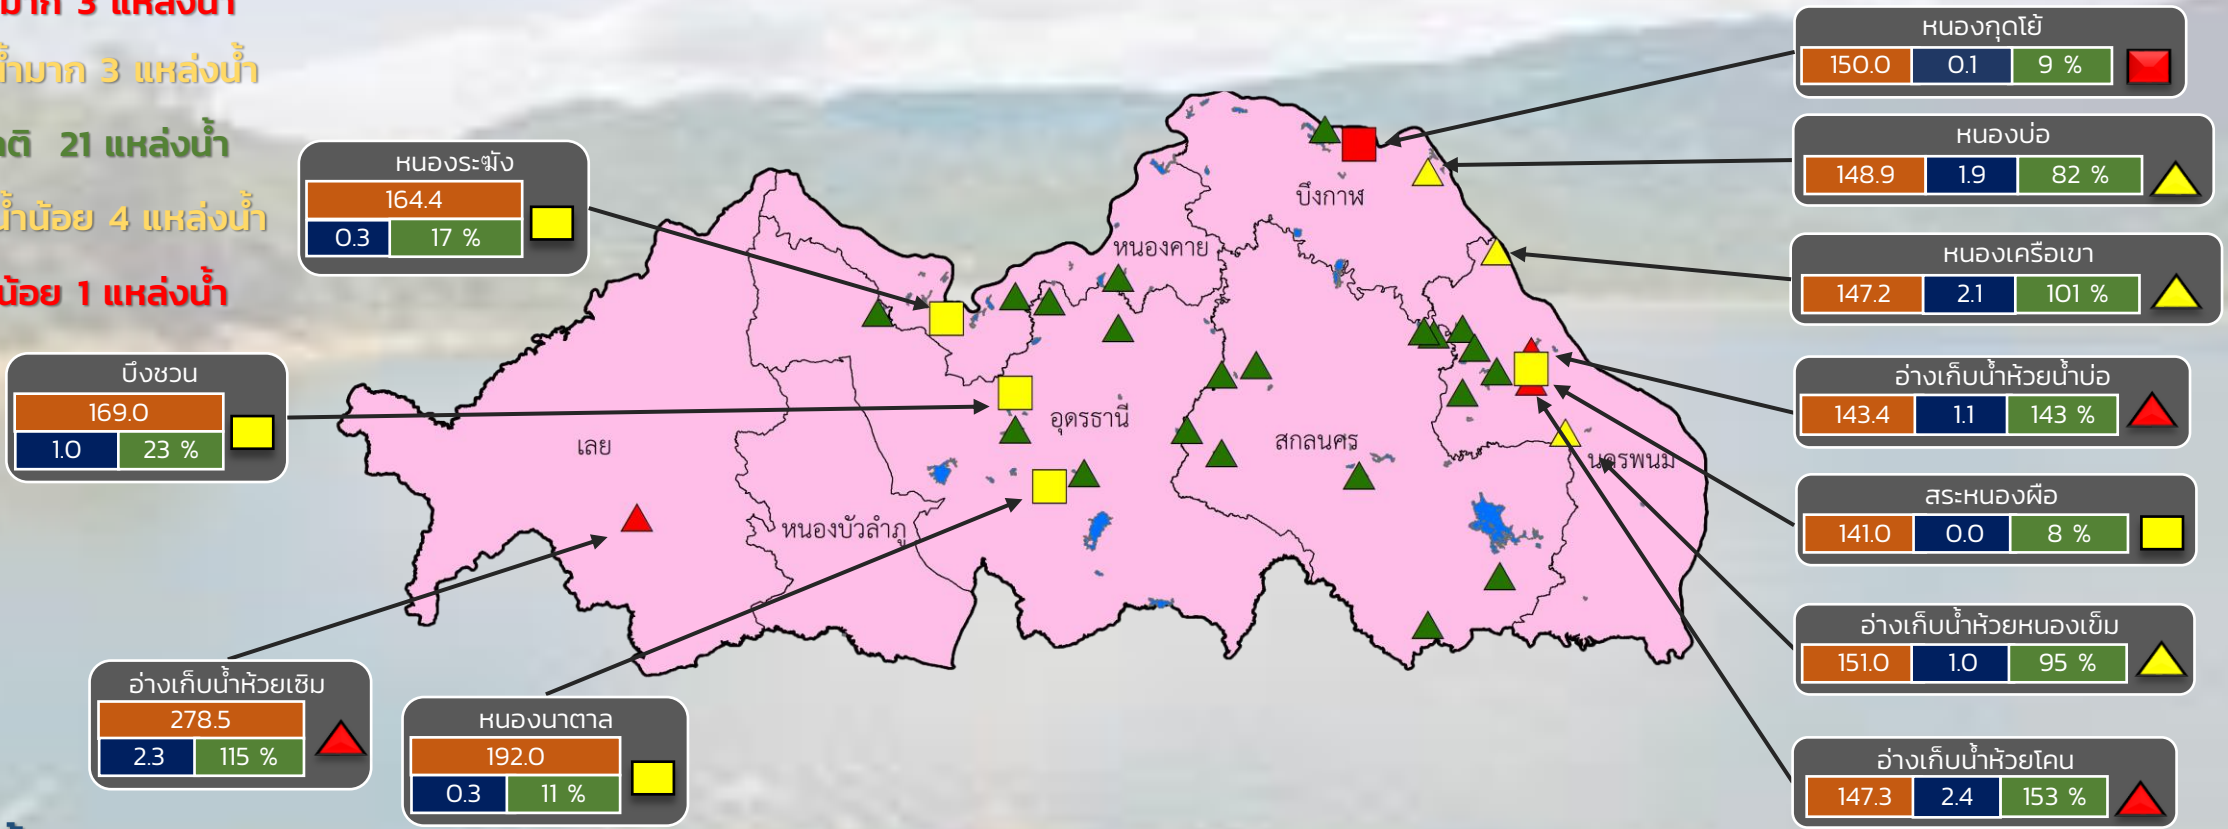 มาก 3 แหล่งน้ำ
น้ำมาก 3 แหล่งน้ำ
21 แหล่งน้ำ
น้ำน้อย 4 แหล่งน้ำ
น้อย 1 แหล่งน้ำ
หนองระฆัง
164.4
0.3 17 %
บึงชวน
169.0
1.0 23 %
อ่างเก็บน้ำห้วยเซิม
278.5
2.3 115 %
หนองนาตาล
192.0
0.3 11 %
บึงกาฬ
หนองคาย
อุดรธานี
เลย
สกลนคร
นครพนม
หนองบัวลำภู
หนองกุดโย้
150.0 0.1 9 %
หนองบ่อ
148.9 1.9 82 %
หนองเครือเขา
147.2 2.1 101 %
อ่างเก็บน้ำห้วยน้ำบ่อ
143.4 1.1 143 %
สระหนองผือ
141.0 0.0 8 %
อ่างเก็บน้ำห้วยหนองเข็ม
151.0 1.0 95 %
อ่างเก็บน้ำห้วยโคน
147.3 2.4 153 %